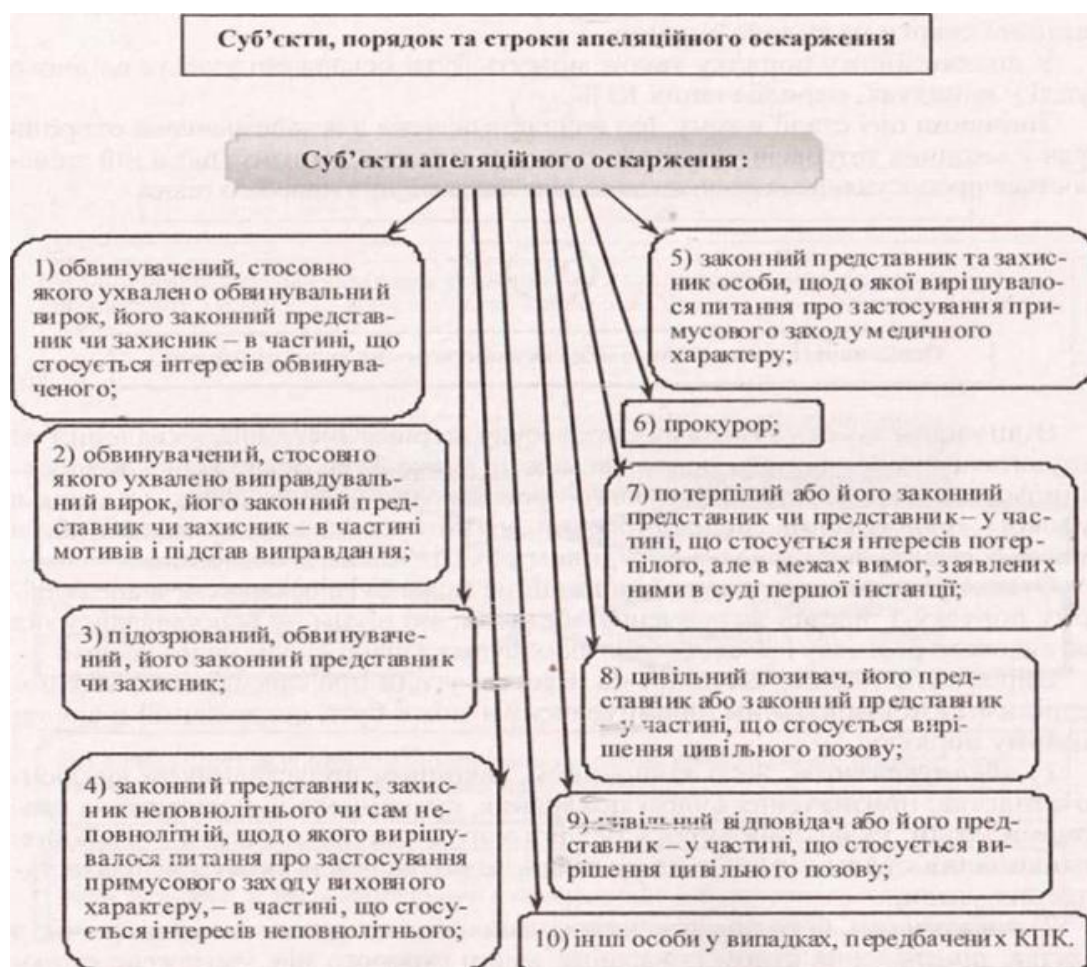 Суб’єкти, порядок та строки апеляційного оскарження
Суб’єкти апеляційного оскарження:
1) обвинувачений, стосовно
якого ухвалено обвинувальний
вирок, його законний представ-
ник чи захисник – в частині, що
стосується інтересів обвинува-
ченого;
2) обвинувачений, стосовно
якого ухвалено виправдуваль-
ний вирок, його законний пред-
ставник чи захисник – в частині
мотивів і підстав виправдання;
3) підозрюваний, обвинуваче-
ний, його законний представник
чи захисник;
4) законний представник, захис-
ник неповнолітнього чи сам не-
повнолітній, щодо якого вирішу-
валося питання про застосування
примусового заходу виховного
характеру, – в частині, що стосу-
ється інтересів неповнолітнього;
5) законний представник та захис-
ник особи, щодо якої вирішувало-
ся питання про застосування при-
мусового заходу медичного
характеру;
6) прокурор;
7) потерпілий або його законний
представник чи представник – у час-
тині, що стосується інтересів потер-
пілого, але в межах вимог, заявлених
ними в суді першої інстанції;
8) цивільний позивач, його пред-
ставник або законний представник
– у частині, що стосується вирі-
шення цивільного позову;
9) цивільний відповідач або його пред-
ставник – у частині, що стосується ви-
рішення цивільного позову;
10) інші особи у випадках, передбачених КПК.